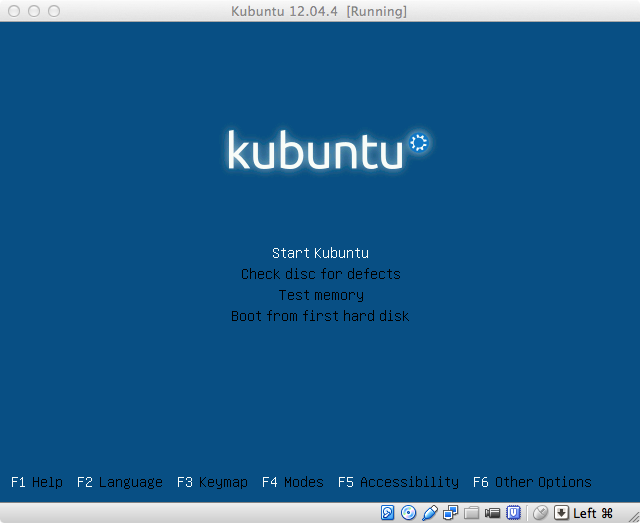 Kubuntu 12.04.4 [Running]
kubuntu
Start Kubuntu
Check disc for defects
Test memory
Boot from first hard disk
F1 Help F2 Language F3 Keymap F4 Modes F5 Accessibility F6 Other Options
Left ⌘